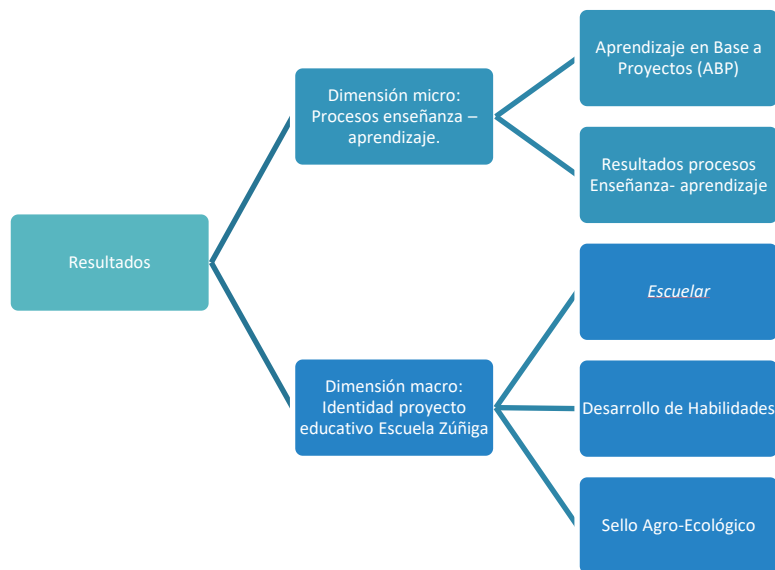 Resultados
Dimensión micro:
Procesos enseñanza –
aprendizaje.
Aprendizaje en Base a
Proyectos (ABP)
Resultados procesos
Enseñanza- aprendizaje
Dimensión macro:
Identidad proyecto
educativo Escuela Zúñiga
Escuelar
Desarrollo de Habilidades
Sello Agro-Ecológico